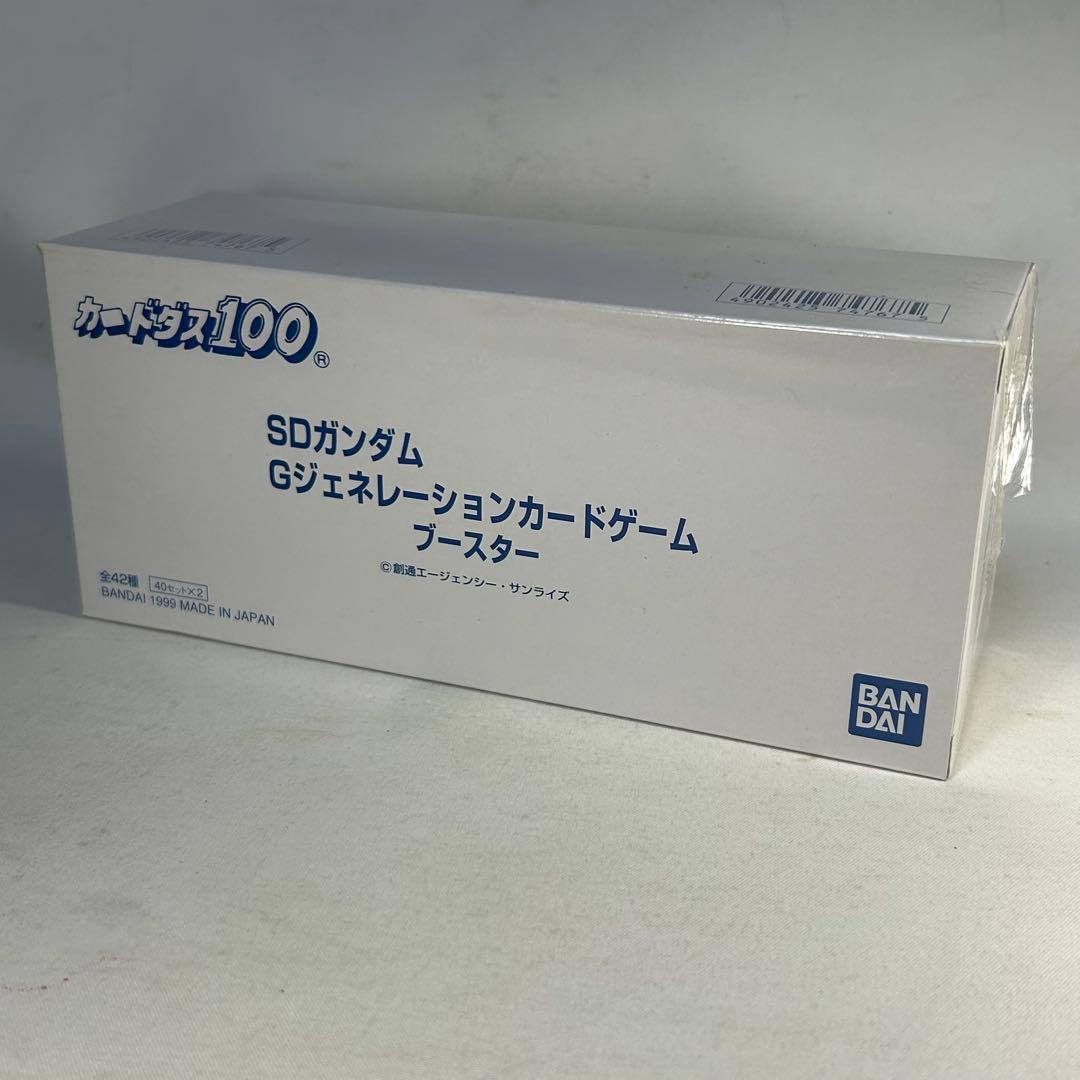 カードダス100®
SDガンダム
Gジェネレーションカードゲーム
ブースター
©創通エージェンシー・サンライズ
全42種 40セット×2
BANDAI 1999 MADE IN JAPAN
BAN
DAI